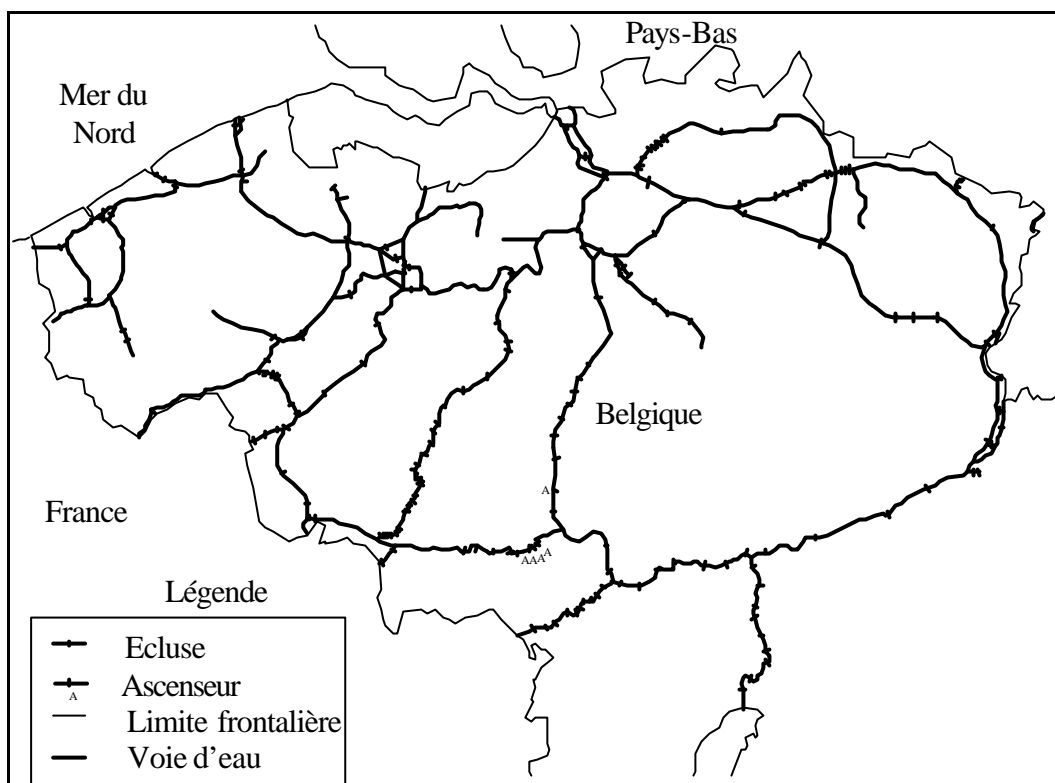 Pays-Bas
Mer du
Nord
Belgique
A
France
AAAA
Légende
Ecluse
Ascenseur
A
Limite frontalière
Voie d'eau